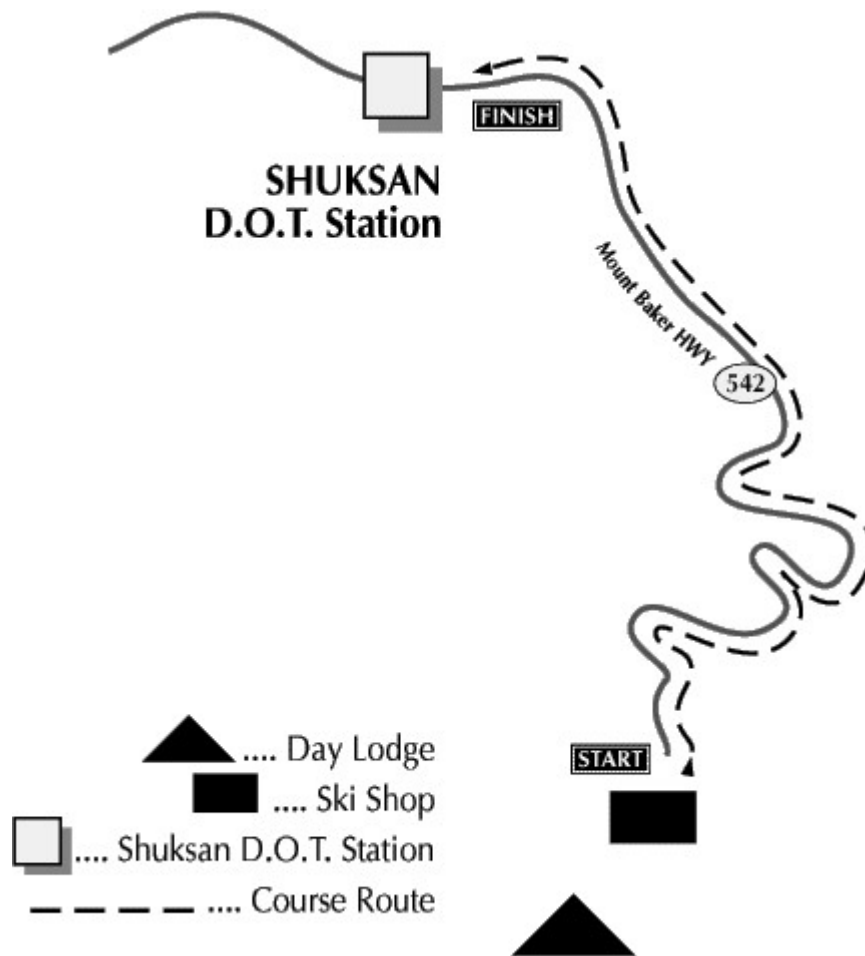 FINISH
SHUKSAN
D.O.T. Station
Mount Baker HWY
542
START
.... Day Lodge
.... Ski Shop
.... Shuksan D.O.T. Station
.... Course Route